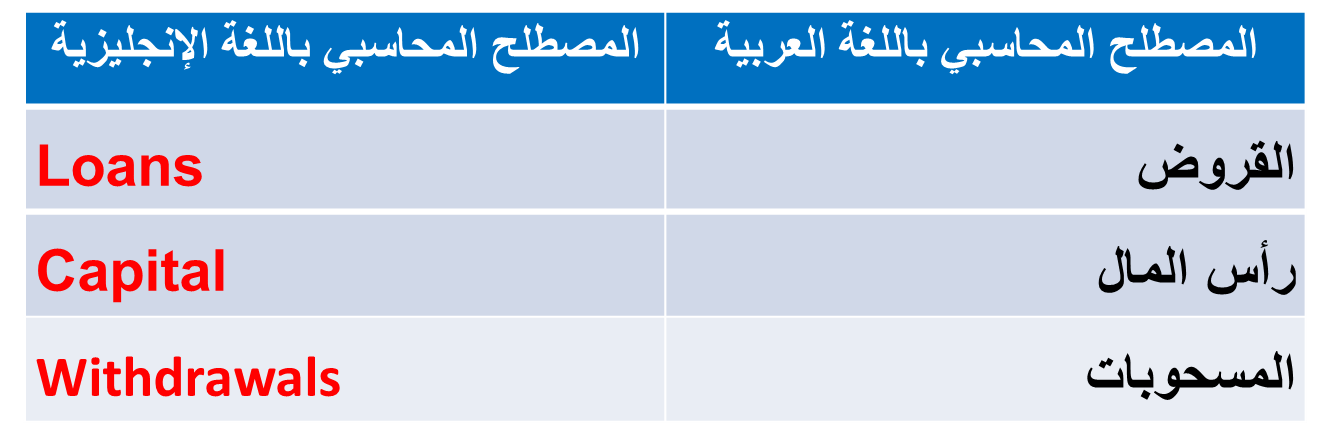 المصطلح المحاسبي باللغة العربية
المصطلح المحاسبي باللغة الإنجليزية
القروض
Loans
رأس المال
Capital
المسحوبات
Withdrawals